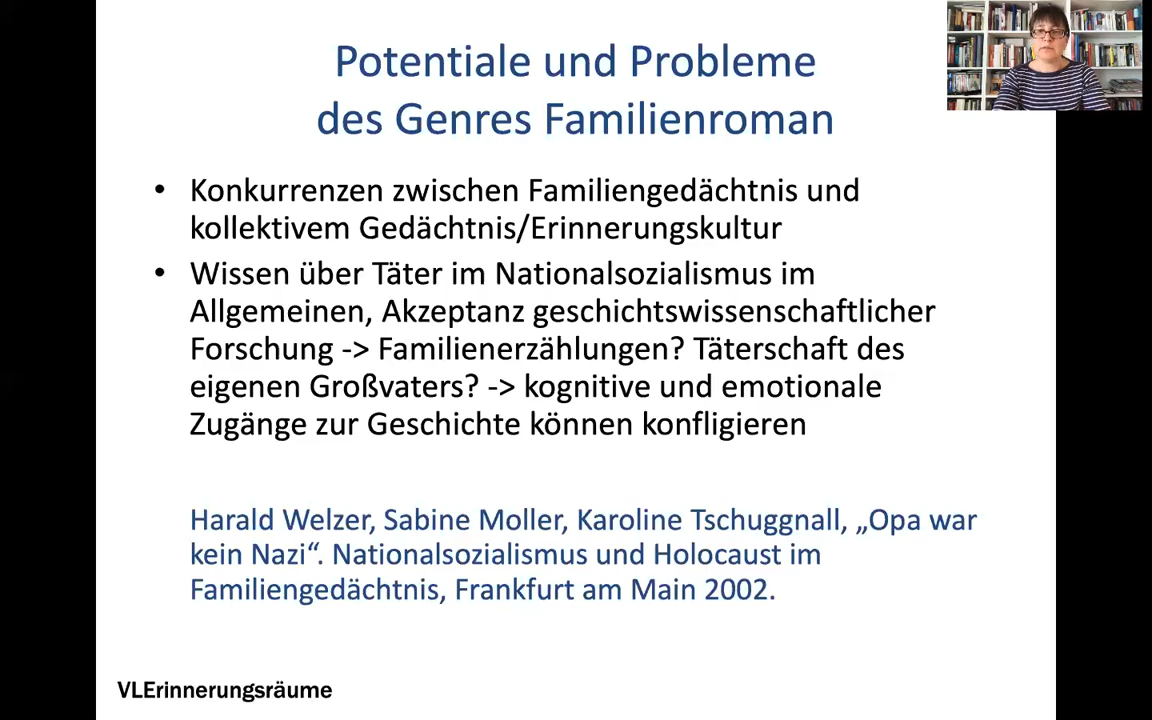 Potentiale und Probleme
des Genres Familienroman
• Konkurrenzen zwischen Familiengedächtnis und
kollektivem Gedächtnis/Erinnerungskultur
• Wissen über Täter im Nationalsozialismus im
Allgemeinen, Akzeptanz geschichtswissenschaftlicher
Forschung -> Familienerzählungen? Täterschaft des
eigenen Großvaters? -> kognitive und emotionale
Zugänge zur Geschichte können konfligieren
Harald Welzer, Sabine Moller, Karoline Tschuggnall, „Opa war
kein Nazi“. Nationalsozialismus und Holocaust im
Familiengedächtnis, Frankfurt am Main 2002.
VLErinnerungsräume